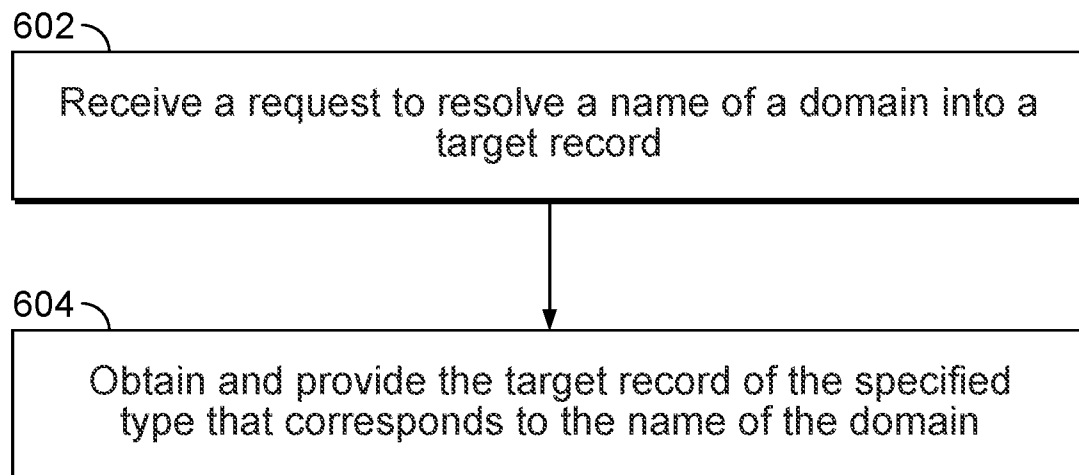 602
Receive a request to resolve a name of a domain into a
target record
604
Obtain and provide the target record of the specified
type that corresponds to the name of the domain